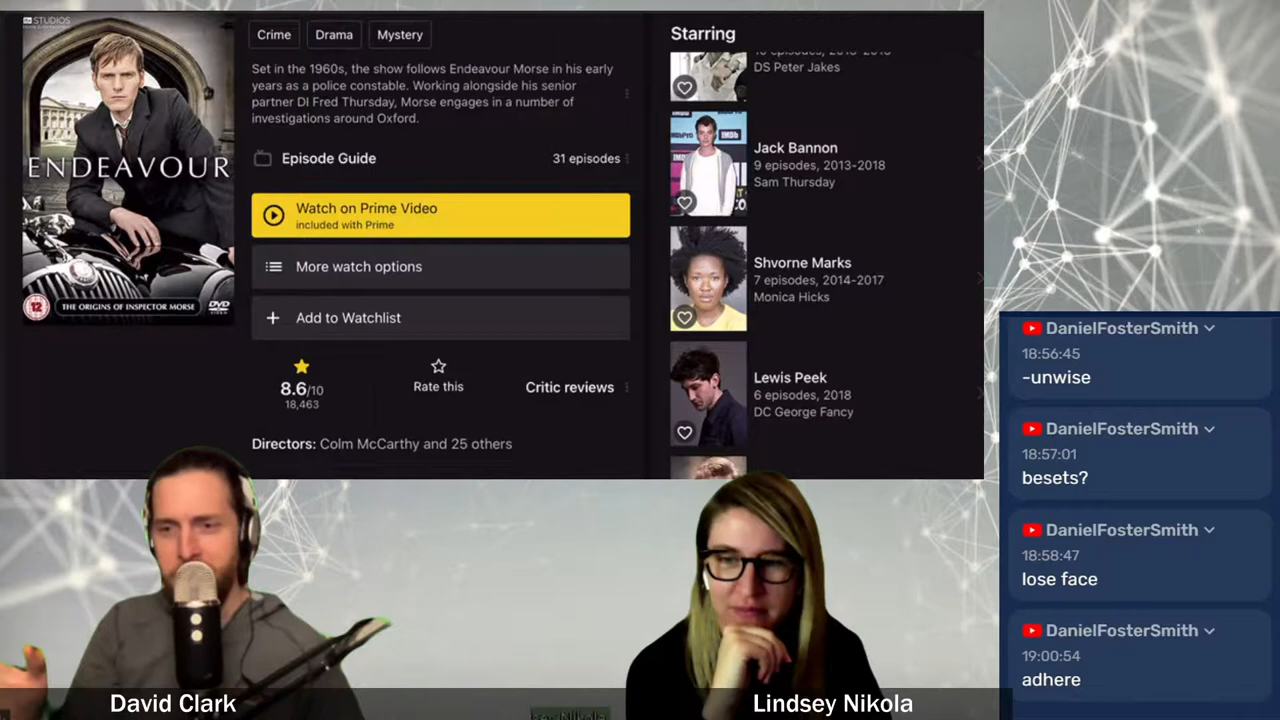 STUDIOS
ENDEAVOUR
12
THE ORIGINS OF INSPECTOR MORSE
DVD
VIDEO
Crime
Drama
Mystery
Set in the 1960s, the show follows Endeavour Morse in his early
years as a police constable. Working alongside his senior
partner DI Fred Thursday, Morse engages in a number of
investigations around Oxford.
Episode Guide
31 episodes
Watch on Prime Video
included with Prime
More watch options
Add to Watchlist
8.6/10
18,463
Rate this
Critic reviews
Directors: Colm McCarthy and 25 others
Starring
DS Peter Jakes
Jack Bannon
9 episodes, 2013-2018
Sam Thursday
Shvorne Marks
7 episodes, 2014-2017
Monica Hicks
Lewis Peek
6 episodes, 2018
DC George Fancy
DanielFosterSmith
18:56:45
-unwise
DanielFosterSmith
18:57:01
besets?
DanielFosterSmith
18:58:47
lose face
DanielFosterSmith
19:00:54
adhere
David Clark
Lindsey Nikola